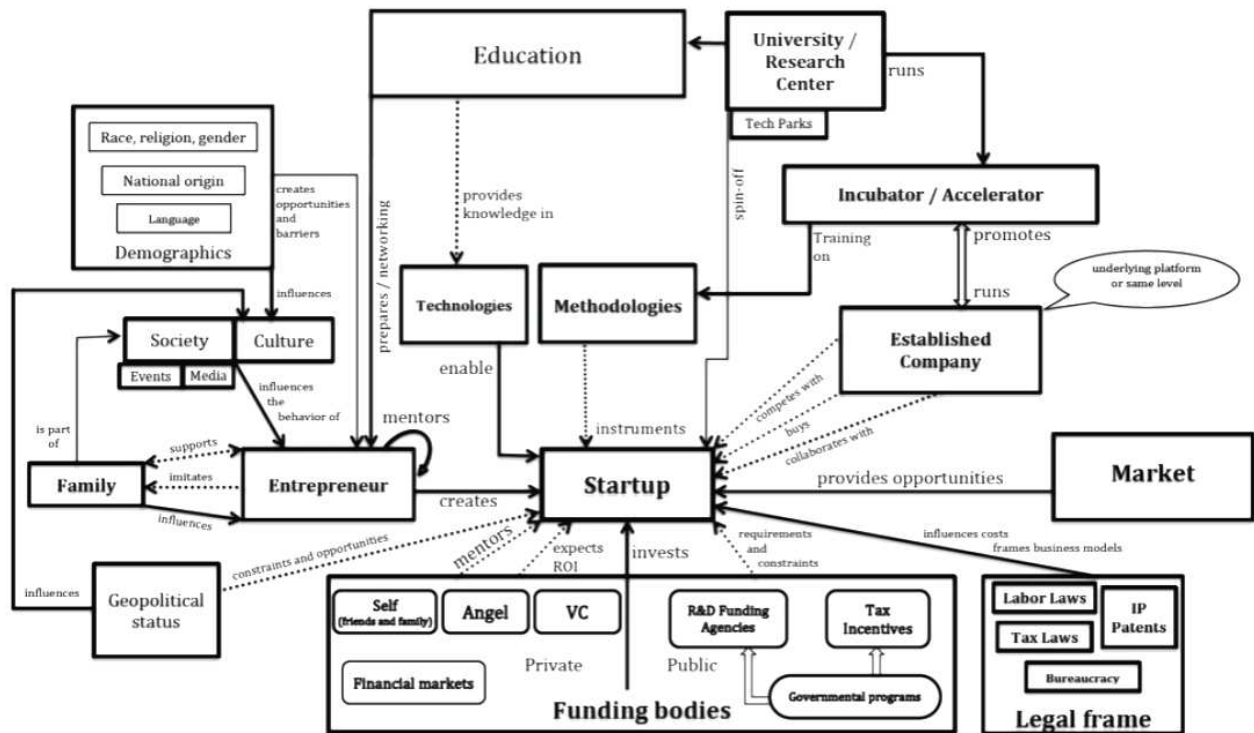 Education
University /
Research
Center
Tech Parks
runs
Race, religion, gender
National origin
Language
Demographics
creates
opportunities
and
barriers
prepares / networking
provides
knowledge in
spin-off
Incubator / Accelerator
Training
on
promotes
runs
underlying platform
or same level
Technologies
Methodologies
influences
Society
Culture
Events
Media
Established
Company
enable
influences
the
behavior of
mentors
instruments
competes with
buys
collaborates with
is part
of
supports
imitates
influences
Family
Entrepreneur
creates
Startup
provides opportunities
Market
constraints and opportunities
mentors
expects
ROI
invests
requirements
and
constraints
influences costs
frames business models
influences
Geopolitical
status
Self
(friends and family)
Angel
VC
R&D Funding
Agencies
Tax
Incentives
Private
Public
Financial markets
Governmental programs
Funding bodies
Labor Laws
IP
Patents
Tax Laws
Bureaucracy
Legal frame